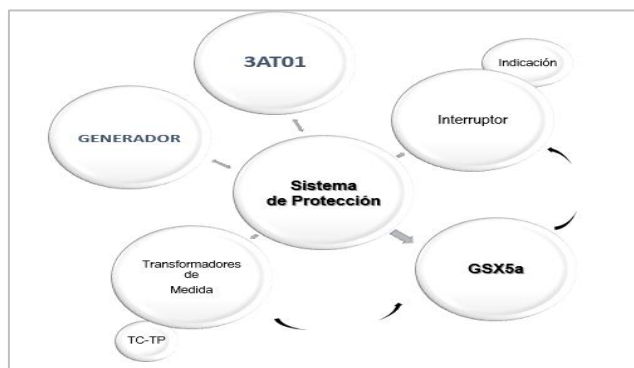 3AT01
Indicación
Interruptor
GENERADOR
Sistema
de Protección
Transformadores
de
Medida
GSX5a
TC-TP